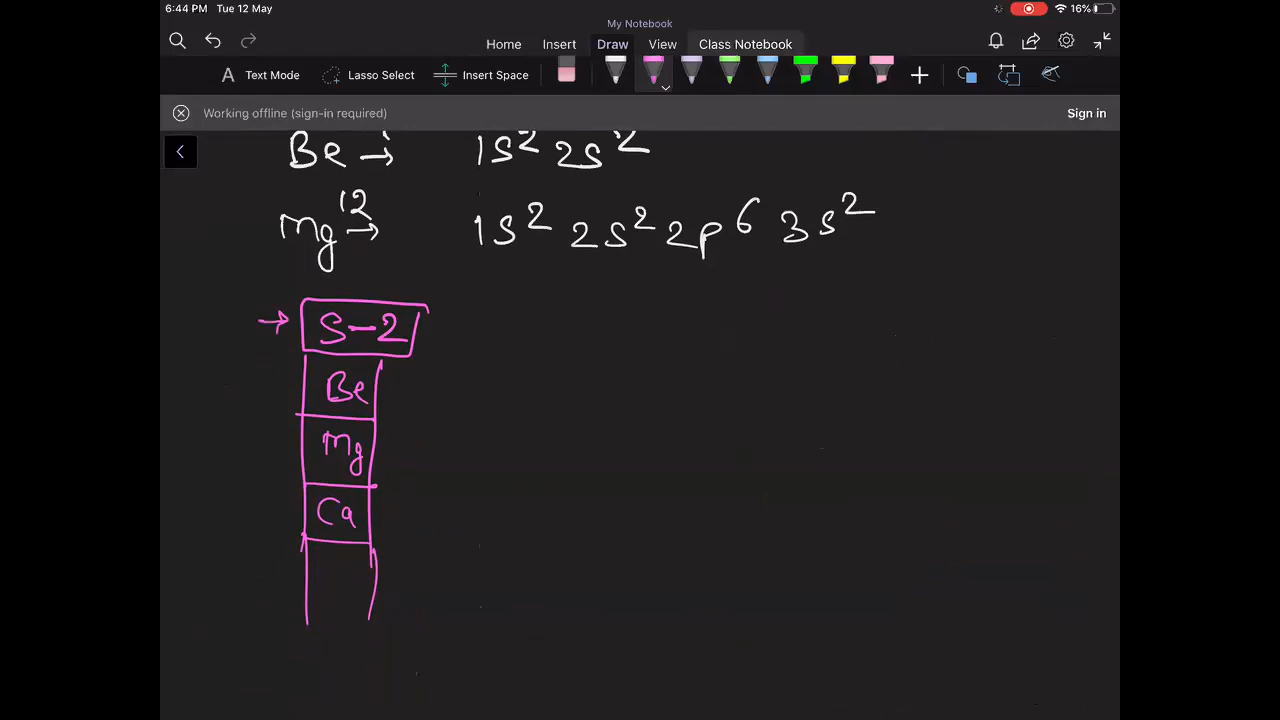 6:44 PM Tue 12 May 16%
My Notebook
Home Insert Draw View Class Notebook
Text Mode Lasso Select Insert Space
Working offline (sign-in required) Sign in
Be → 1s² 2s²
Mg 12 → 1s² 2s² 2p⁶ 3s²
→ S-2
Be
Mg
Ca